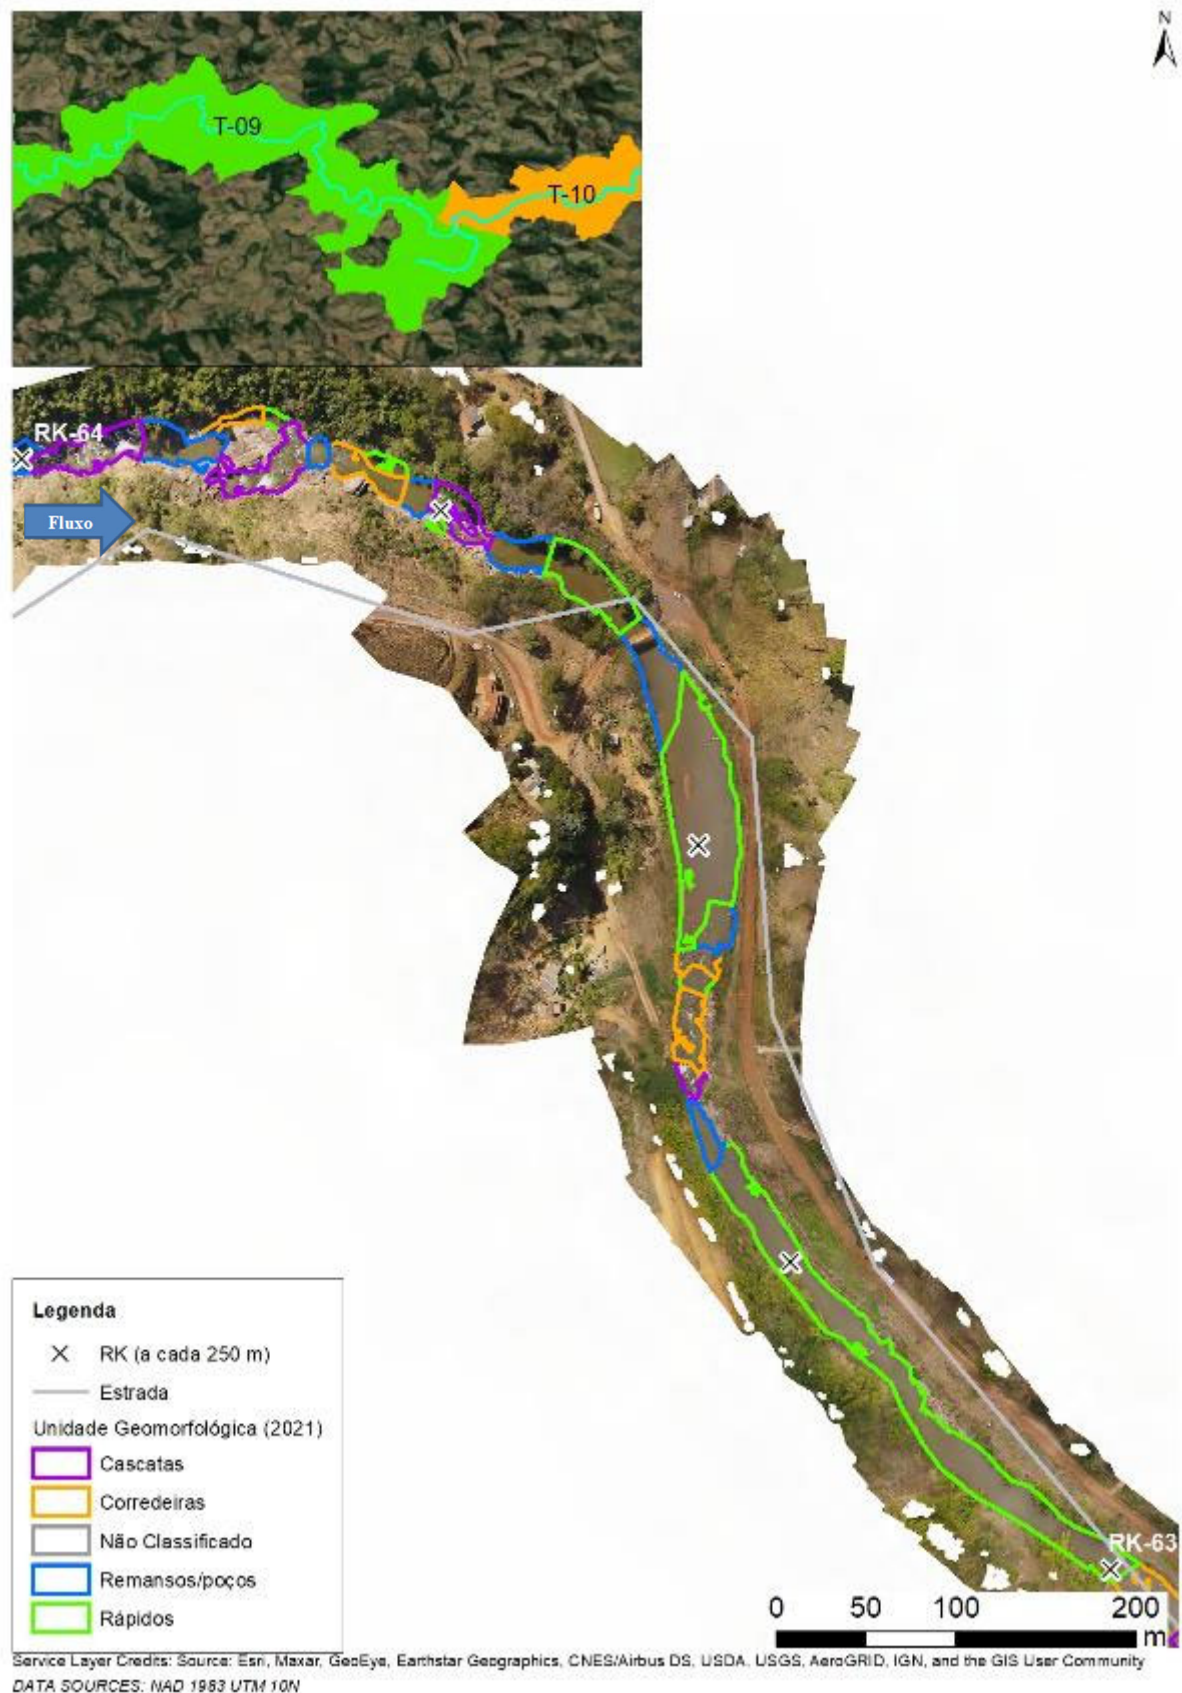 N
T-09
T-10
RK-64
Fluxo
Legenda
RK (a cada 250 m)
Estrada
Unidade Geomorfológica (2021)
Cascatas
Corredeiras
Não Classificado
Remansos/poços
Rápidos
RK-63
0 50 100 200
m
Service Layer Credits: Source: Esri, Maxar, GeoEye, Earthstar Geographics, CNES/Airbus DS, USDA, USGS, AeroGRID, IGN, and the GIS User Community
DATA SOURCES: NAD 1983 UTM 10N